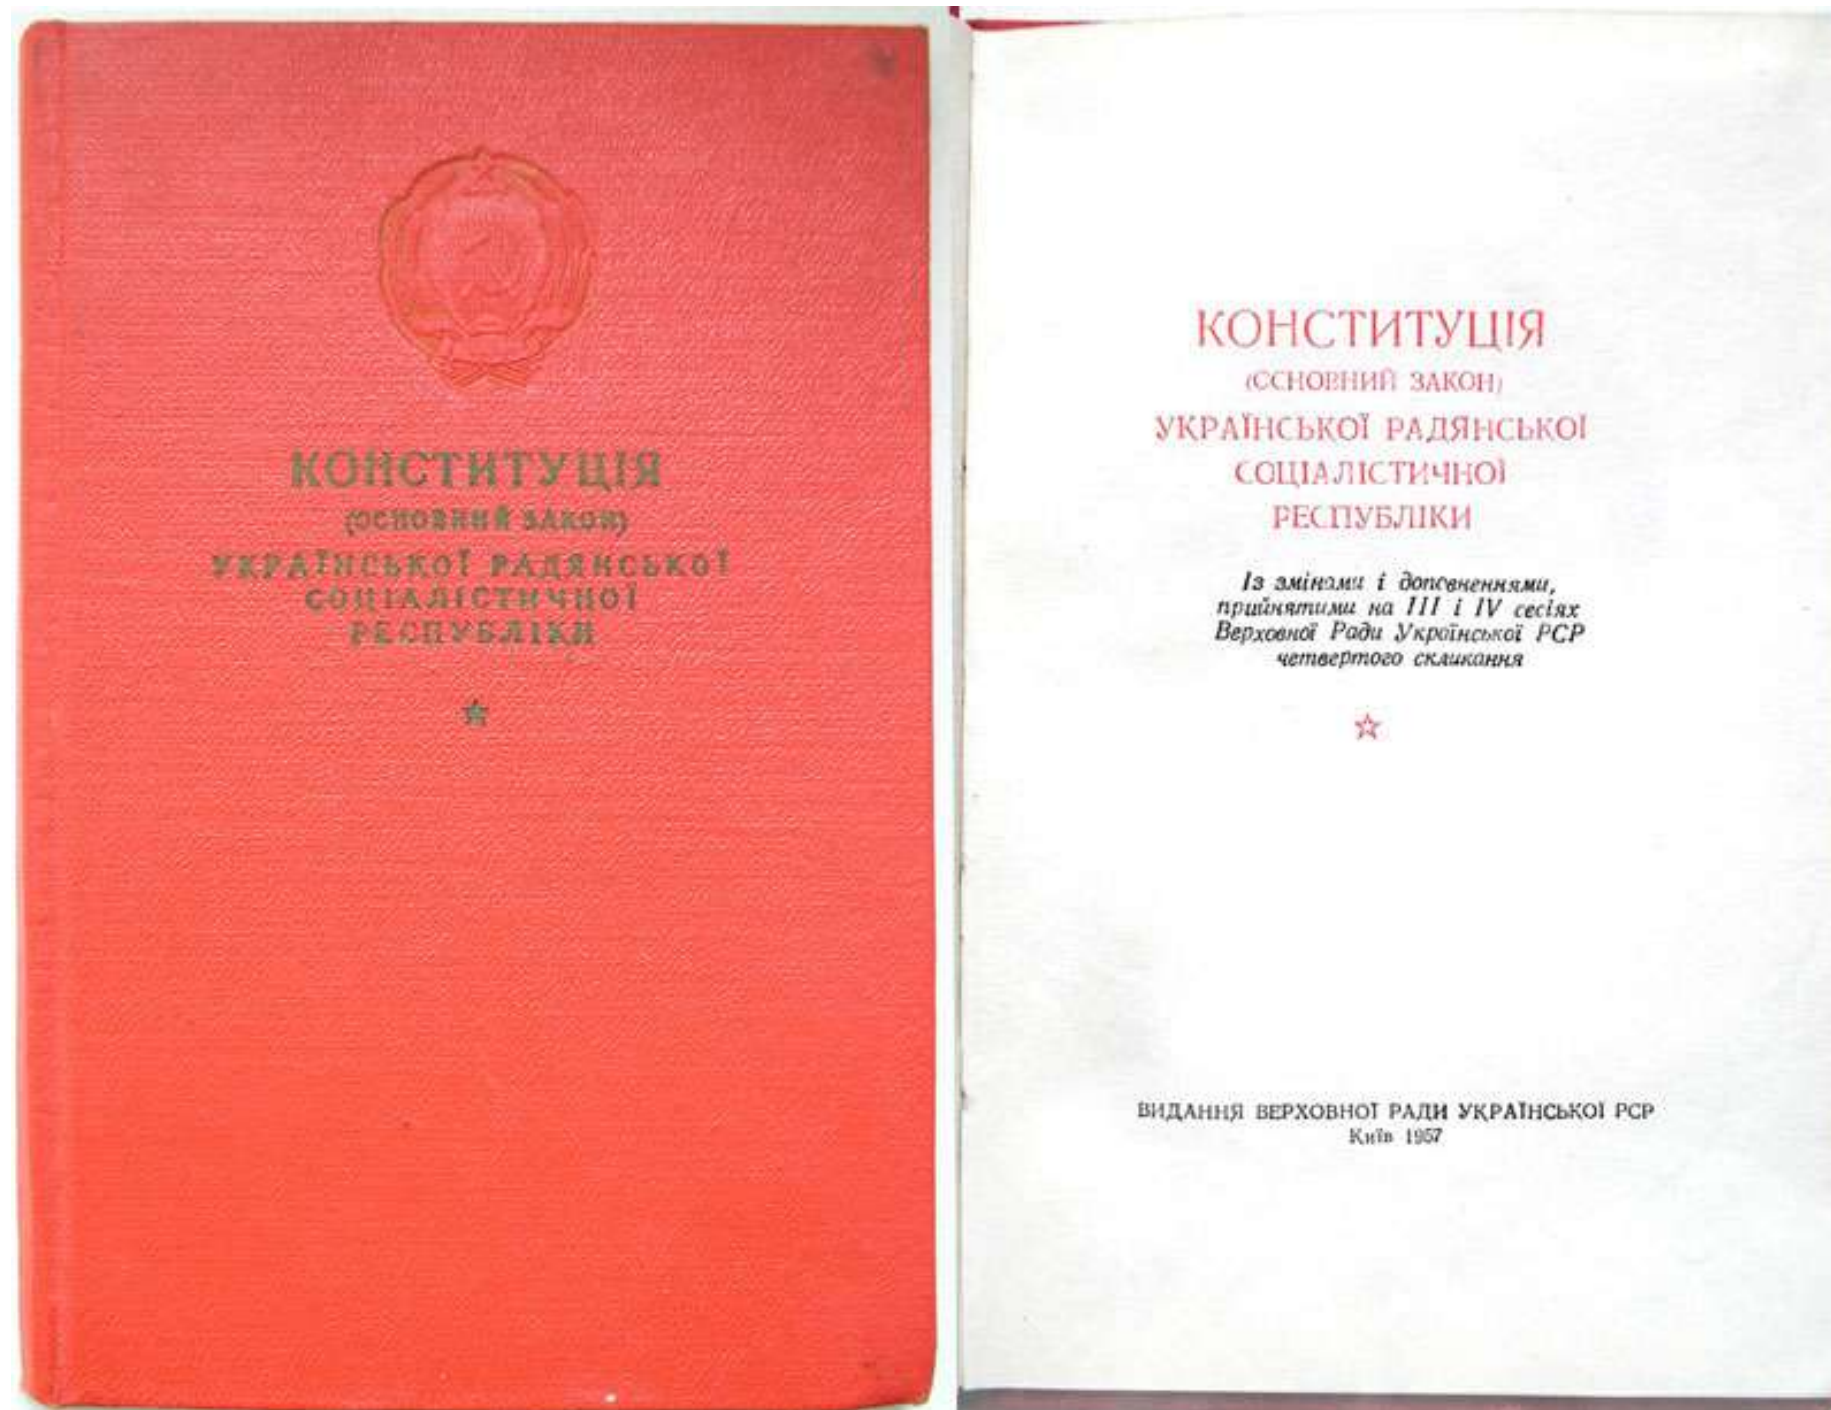 КОНСТИТУЦІЯ
(ОСНОВНИЙ ЗАКОН)
УКРАЇНСЬКОЇ РАДЯНСЬКОЇ
СОЦІАЛІСТИЧНОЇ
РЕСПУБЛІКИ
КОНСТИТУЦІЯ
(ОСНОВНИЙ ЗАКОН)
УКРАЇНСЬКОЇ РАДЯНСЬКОЇ
СОЦІАЛІСТИЧНОЇ
РЕСПУБЛІКИ
Із змінами і доповненнями,
прийнятими на III і IV сесіях
Верховної Ради Української РСР
четвертого скликання
ВИДАННЯ ВЕРХОВНОЇ РАДИ УКРАЇНСЬКОЇ РСР
Київ 1957